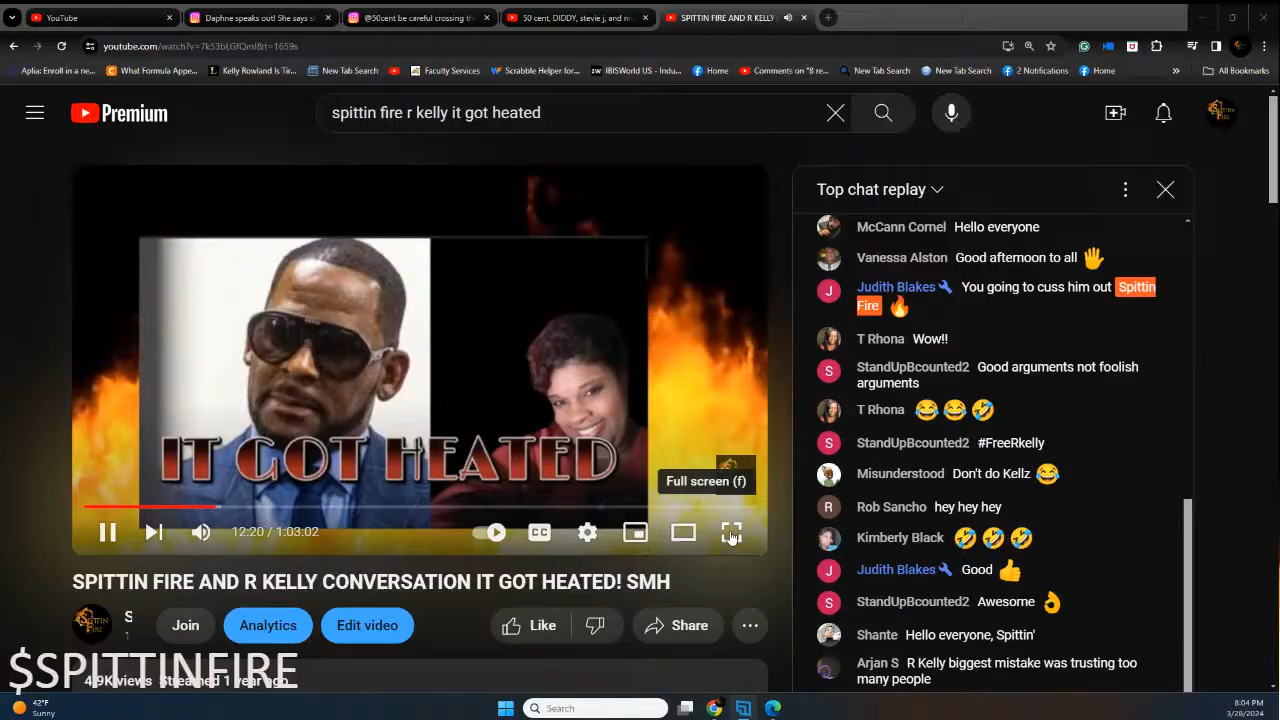 YouTube
Daphne speaks out! She says s
@50cent be careful crossing the
50 cent, DIDDY, stevie j, and mu
SPITTIN FIRE AND R KELLY
youtube.com/watch?v=7k53bLGfQmI&t=1659s
Aplia: Enroll in a ne...
What Formula Appe...
Kelly Rowland Is Tir...
New Tab Search
Faculty Services
Scrabble Helper for...
IBISWorld US - Indu...
Home
Comments on "8 re...
New Tab Search
New Tab Search
2 Notifications
Home
All Bookmarks
Premium
spittin fire r kelly it got heated
IT GOT HEATED
Full screen (f)
12:20 / 1:03:02
CC
SPITTIN FIRE AND R KELLY CONVERSATION IT GOT HEATED! SMH
S
1
Join
Analytics
Edit video
Like
Share
4.9K views Streamed 1 year ago
$SPITTINFIRE
Top chat replay
McCann Cornel Hello everyone
Vanessa Alston Good afternoon to all 🖐
J Judith Blakes You going to cuss him out Spittin
Fire 🔥
T Rhona Wow!!
S StandUpBcounted2 Good arguments not foolish
arguments
T Rhona 😂😂🤣
S StandUpBcounted2 #FreeRkelly
Misunderstood Don't do Kellz 😂
R Rob Sancho hey hey hey
Kimberly Black 🤣🤣🤣
J Judith Blakes Good 👍
S StandUpBcounted2 Awesome 👌
Shante Hello everyone, Spittin'
Arjan S R Kelly biggest mistake was trusting too
many people
42°F
Sunny
Search
8:04 PM
3/28/2024